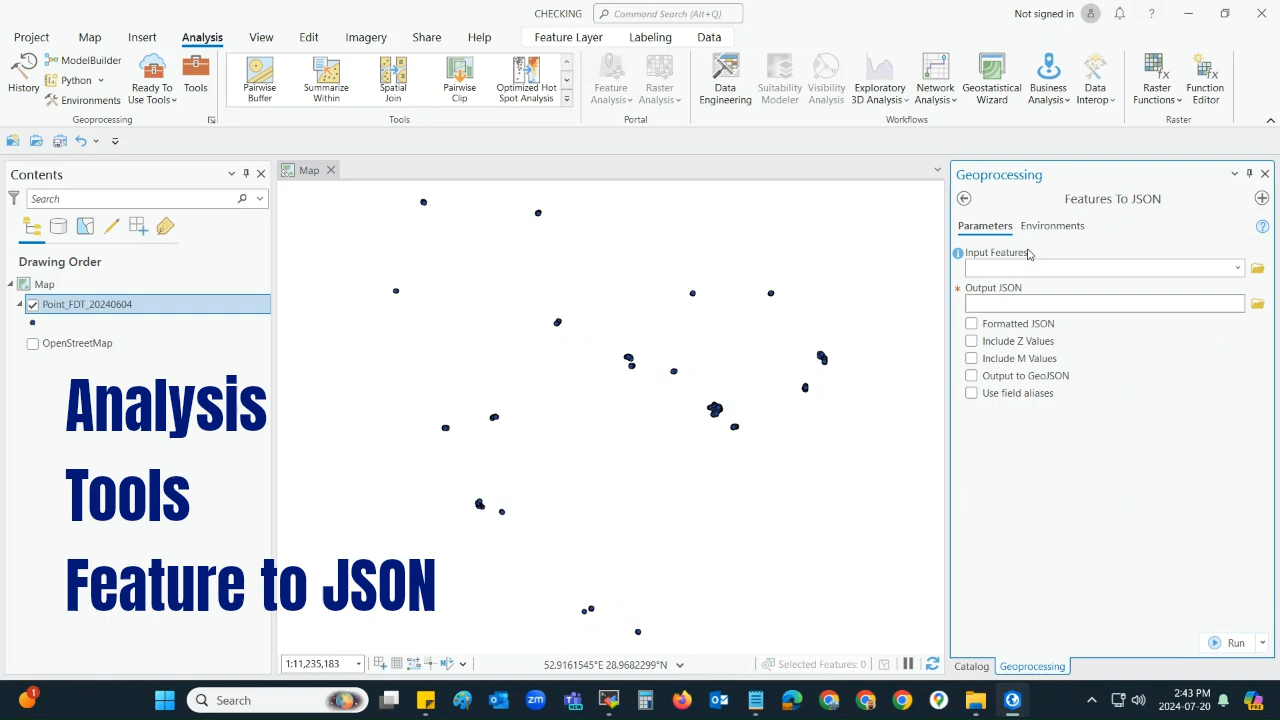 CHECKING
Command Search (Alt+Q)
Not signed in
?
Project Map Insert Analysis View Edit Imagery Share Help Feature Layer Labeling Data
History
ModelBuilder
Python
Environments
Ready To Use Tools
Tools
Geoprocessing
Pairwise Buffer
Summarize Within
Spatial Join
Pairwise Clip
Optimized Hot Spot Analysis
Tools
Feature Analysis
Raster Analysis
Portal
Data Engineering
Suitability Modeler
Visibility Analysis
Exploratory 3D Analysis
Network Analysis
Geostatistical Wizard
Business Analysis
Data Interop
Workflows
Raster Functions
Function Editor
Raster
Contents
Search
Drawing Order
Map
Point_FDT_20240604
OpenStreetMap
Analysis
Tools
Feature to JSON
Map
1:11,235,183
52.9161545°E 28.9682299°N
Selected Features: 0
Geoprocessing
Features To JSON
Parameters Environments
Input Features
* Output JSON
Formatted JSON
Include Z Values
Include M Values
Output to GeoJSON
Use field aliases
Run
Catalog Geoprocessing
1
Search
zm
NEW
2:43 PM
2024-07-20
PRE